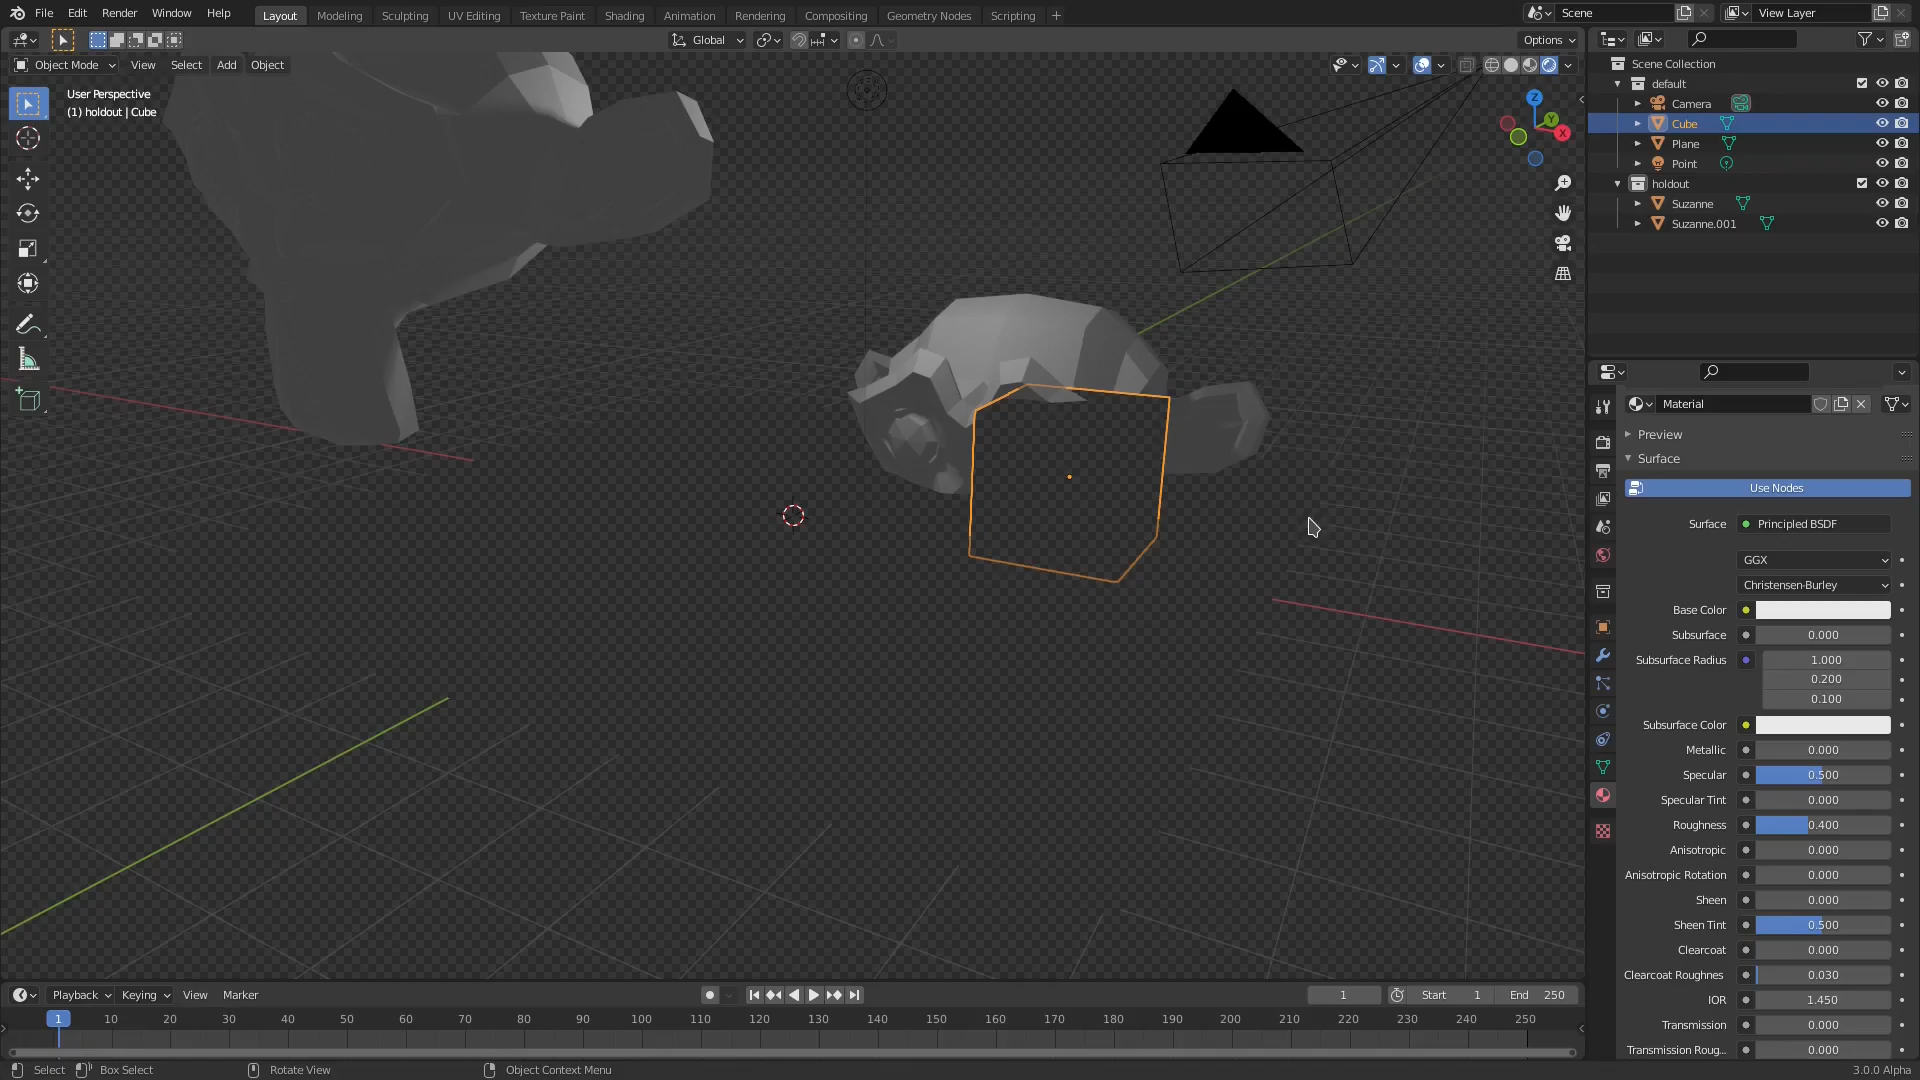 File Edit Render Window Help Layout Modeling Sculpting UV Editing Texture Paint Shading Animation Rendering Compositing Geometry Nodes Scripting + Scene View Layer
Global Options
Object Mode View Select Add Object
User Perspective
(1) holdout | Cube
Z
Y
X
Scene Collection
default
Camera
Cube
Plane
Point
holdout
Suzanne
Suzanne.001
Material
Preview
Surface
Use Nodes
Surface Principled BSDF
GGX
Christensen-Burley
Base Color
Subsurface 0.000
Subsurface Radius 1.000
0.200
0.100
Subsurface Color
Metallic 0.000
Specular 0.500
Specular Tint 0.000
Roughness 0.400
Anisotropic 0.000
Anisotropic Rotation 0.000
Sheen 0.000
Sheen Tint 0.500
Clearcoat 0.000
Clearcoat Roughnes 0.030
IOR 1.450
Transmission 0.000
Transmission Roug... 0.000
Playback Keying View Marker 1 Start 1 End 250
1 10 20 30 40 50 60 70 80 90 100 110 120 130 140 150 160 170 180 190 200 210 220 230 240 250
Select Box Select Rotate View Object Context Menu 3.0.0 Alpha